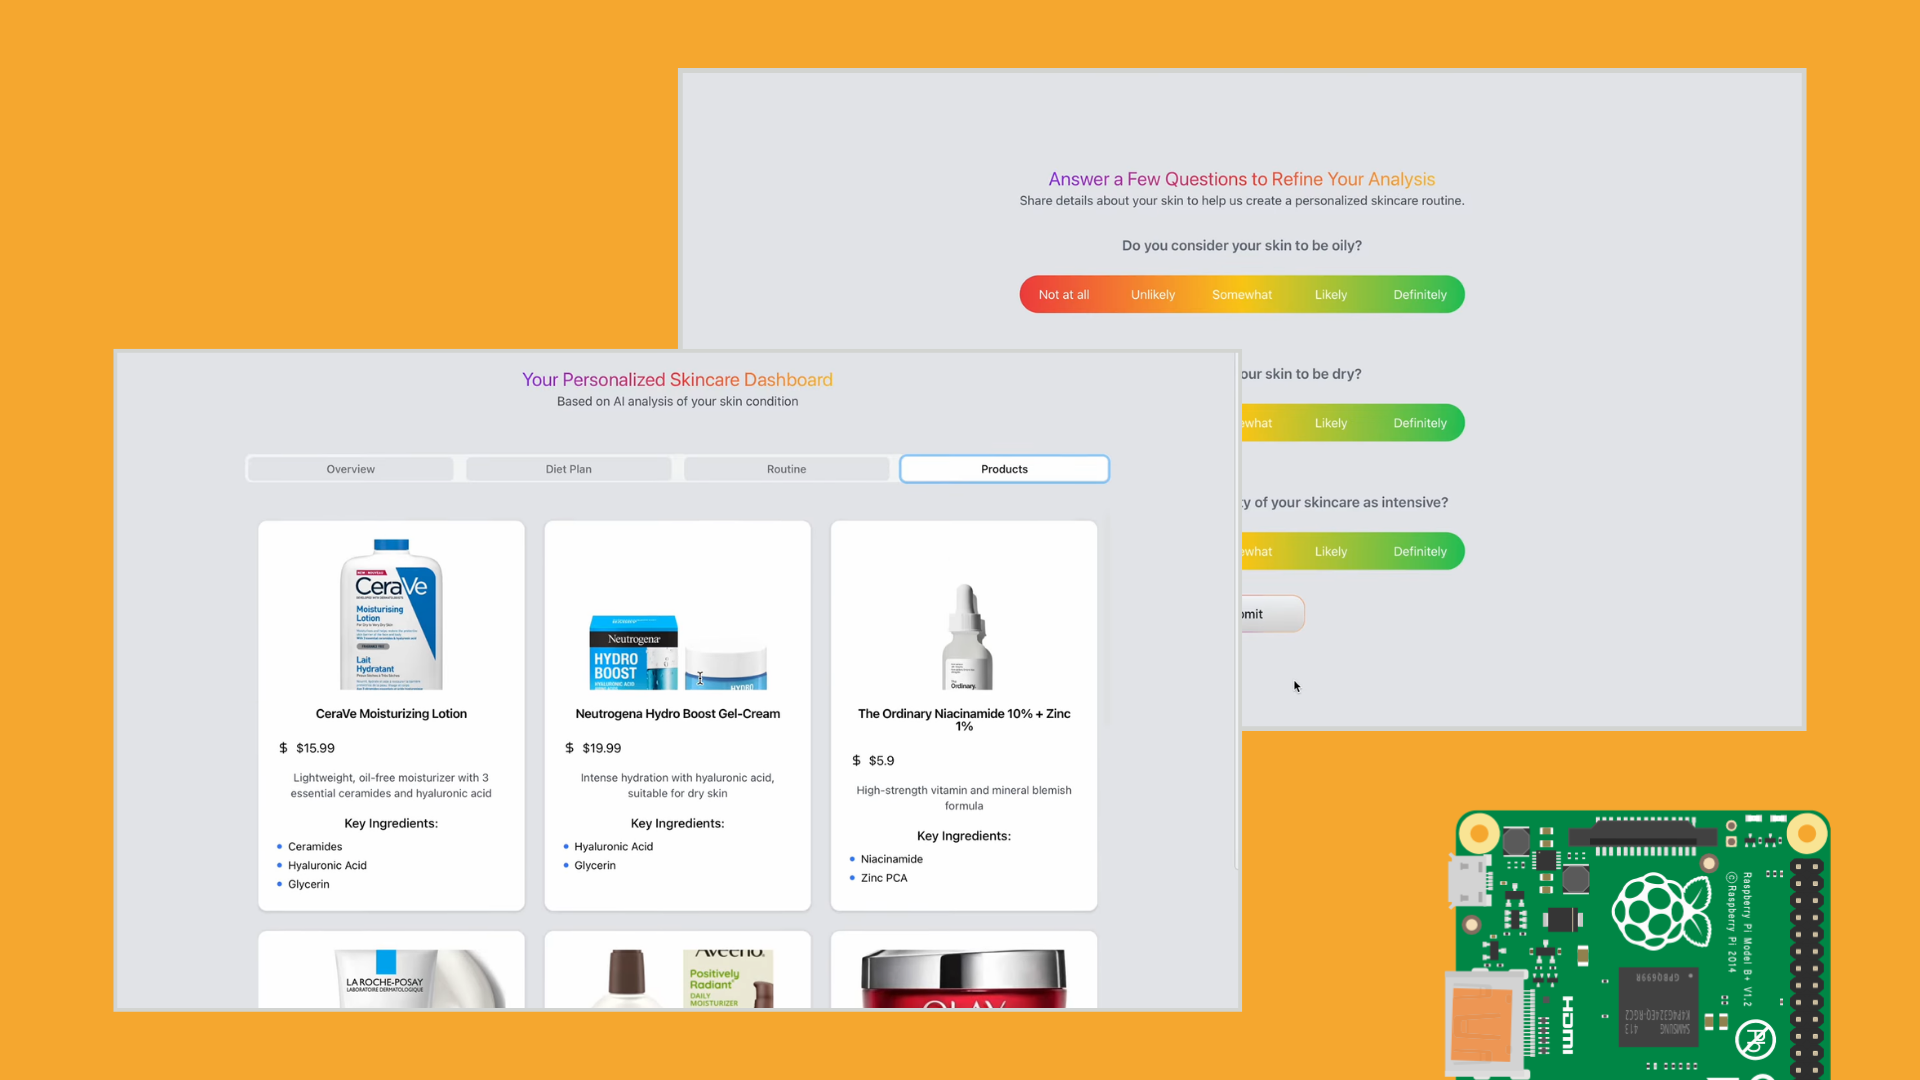 Answer a Few Questions to Refine Your Analysis
Share details about your skin to help us create a personalized skincare routine.
Do you consider your skin to be oily?
Not at all Unlikely Somewhat Likely Definitely
our skin to be dry?
what Likely Definitely
ty of your skincare as intensive?
what Likely Definitely
mit
Your Personalized Skincare Dashboard
Based on AI analysis of your skin condition
Overview Diet Plan Routine Products
CeraVe
Moisturising
Lotion
Lait
Hydratant
CeraVe Moisturizing Lotion
$ $15.99
Lightweight, oil-free moisturizer with 3
essential ceramides and hyaluronic acid
Key Ingredients:
Ceramides
Hyaluronic Acid
Glycerin
Neutrogena
HYDRO
BOOST
HYDRO
Neutrogena Hydro Boost Gel-Cream
$ $19.99
Intense hydration with hyaluronic acid,
suitable for dry skin
Key Ingredients:
Hyaluronic Acid
Glycerin
Ordinary.
The Ordinary Niacinamide 10% + Zinc
1%
$ $5.9
High-strength vitamin and mineral blemish
formula
Key Ingredients:
Niacinamide
Zinc PCA
LA ROCHE-POSAY
LABORATOIRE DERMATOLOGIQUE
Aveeno
Positively
Radiant
DAILY
MOISTURIZER
OLAY
Raspberry Pi Model B+ V1.2
©Raspberry Pi 2014
HDMI
SAMSUNG 413
K4P4G324EQ-RGC2